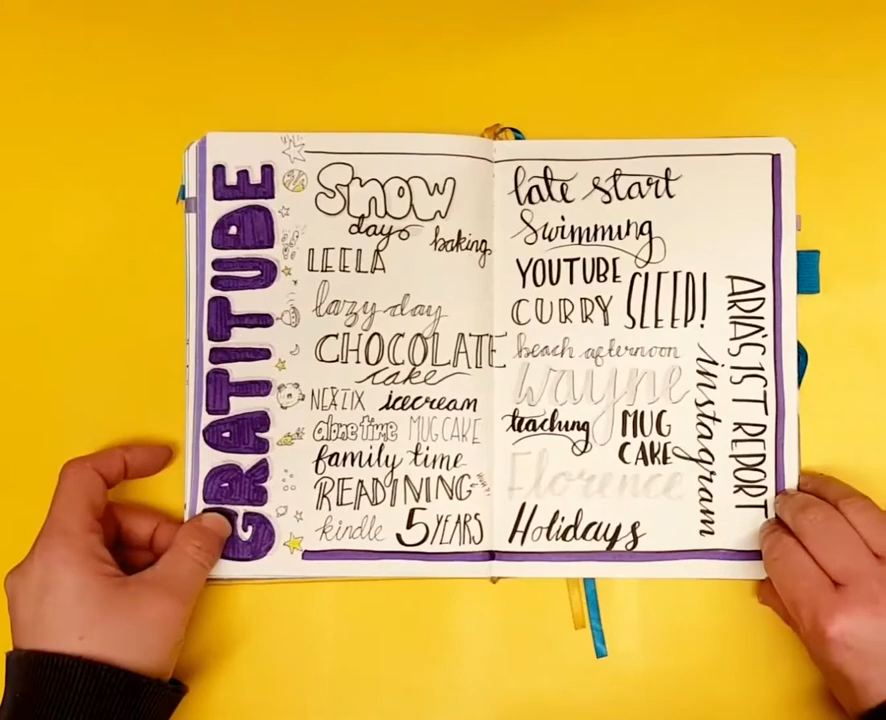 GRATITUDE
Snow
days
baking
LEELA
lazy day
CHOCOLATE
cake
NETFLIX icecream
alone time MUG CAKE
family time
READINING
kindle 5 YEARS
late start
Swimming
YOUTUBE
CURRY SLEEP!
beach afternoon
wayne
teaching MUG
CAKE
Florence
Holidays
instagram
ARIA'S 1ST REPORT